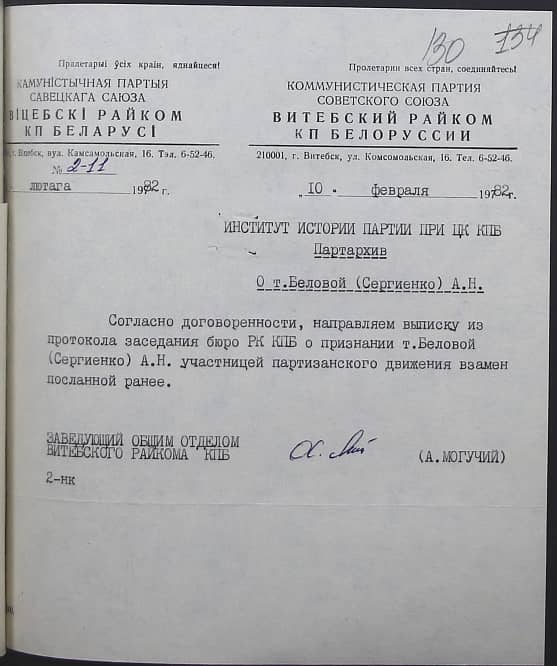 130 134
Пралетарыі ўсіх краін, яднайцеся!
КАМУНІСТЫЧНАЯ ПАРТЫЯ
САВЕЦКАГА САЮЗА
ВІЦЕБСКІ РАЙКОМ
КП БЕЛАРУСІ
г. Віцебск, вул. Камсамольская, 16. Тэл. 6-52-46.
№ 2-11
лютага 1982 г.
Пролетарии всех стран, соединяйтесь!
КОММУНИСТИЧЕСКАЯ ПАРТИЯ
СОВЕТСКОГО СОЮЗА
ВИТЕБСКИЙ РАЙКОМ
КП БЕЛОРУССИИ
210001, г. Витебск, ул. Комсомольская, 16. Тел. 6-52-46.
„10" февраля 1982 г.
ИНСТИТУТ ИСТОРИИ ПАРТИИ ПРИ ЦК КПБ
Партархив
О т.Беловой (Сергиенко) А.Н.
Согласно договоренности, направляем выписку из
протокола заседания бюро РК КПБ о признании т.Беловой
(Сергиенко) А.Н. участницей партизанского движения взамен
посланной ранее.
ЗАВЕДУЮЩИЙ ОБЩИМ ОТДЕЛОМ
ВИТЕБСКОГО РАЙКОМА КПБ
(А.МОГУЧИЙ)
2-нк